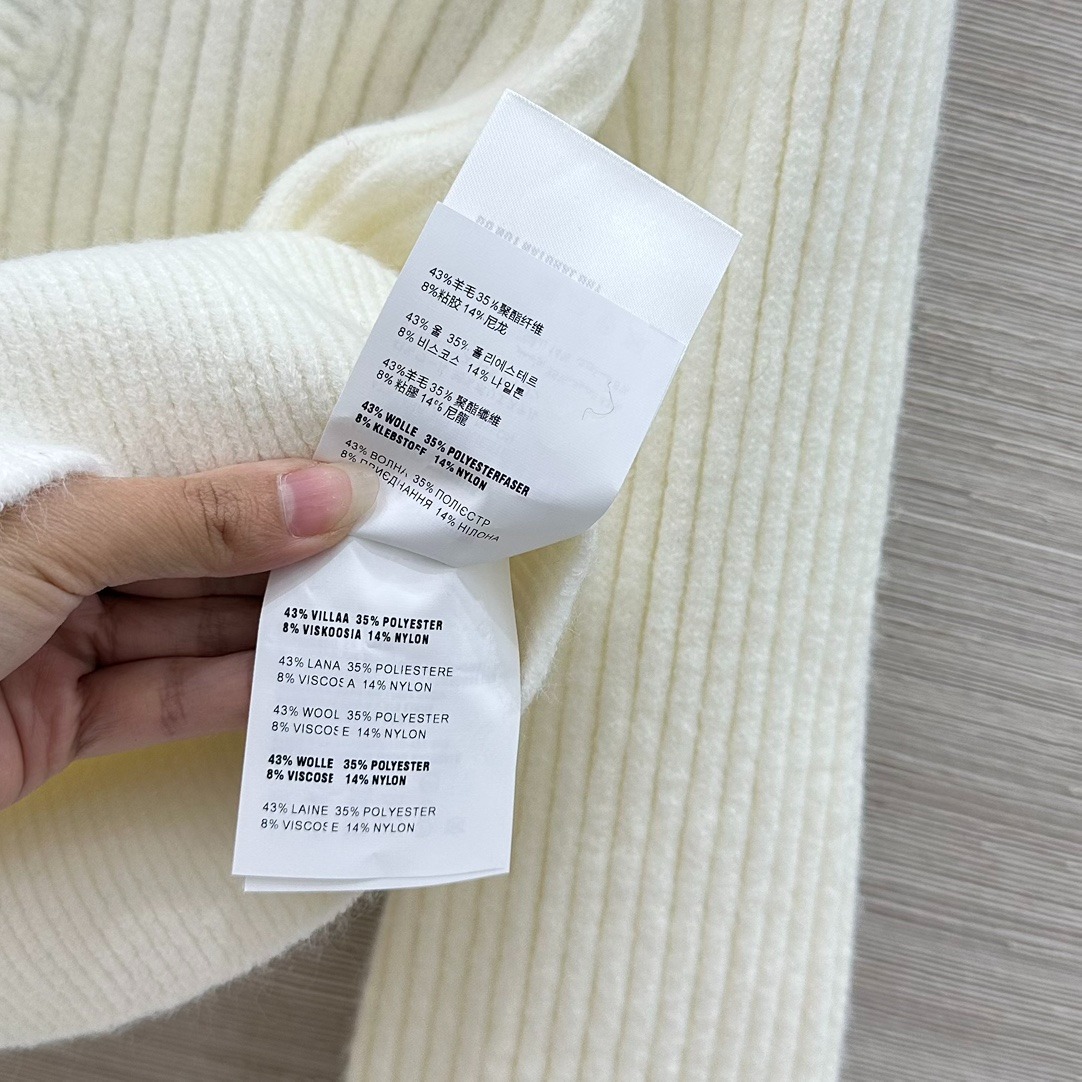 43%羊毛 35%聚酯纤维
8%粘胶 14%尼龙
43% 울 35% 폴리에스테르
8% 비스코스 14% 나일론
43%羊毛 35% 聚酯纖維
8% 粘膠 14% 尼龍
43% WOLLE 35% POLYESTERFASER
8% KLEBSTOFF 14% NYLON
43% ВОЛНА 35% ПОЛІЄСТР
8% ПРИЄДНАННЯ 14% НІЛОНА
43% VILLAA 35% POLYESTER
8% VISKOOSIA 14% NYLON
43% LANA 35% POLIESTERE
8% VISCOSA 14% NYLON
43% WOOL 35% POLYESTER
8% VISCOSE 14% NYLON
43% WOLLE 35% POLYESTER
8% VISCOSE 14% NYLON
43% LAINE 35% POLYESTER
8% VISCOSE 14% NYLON